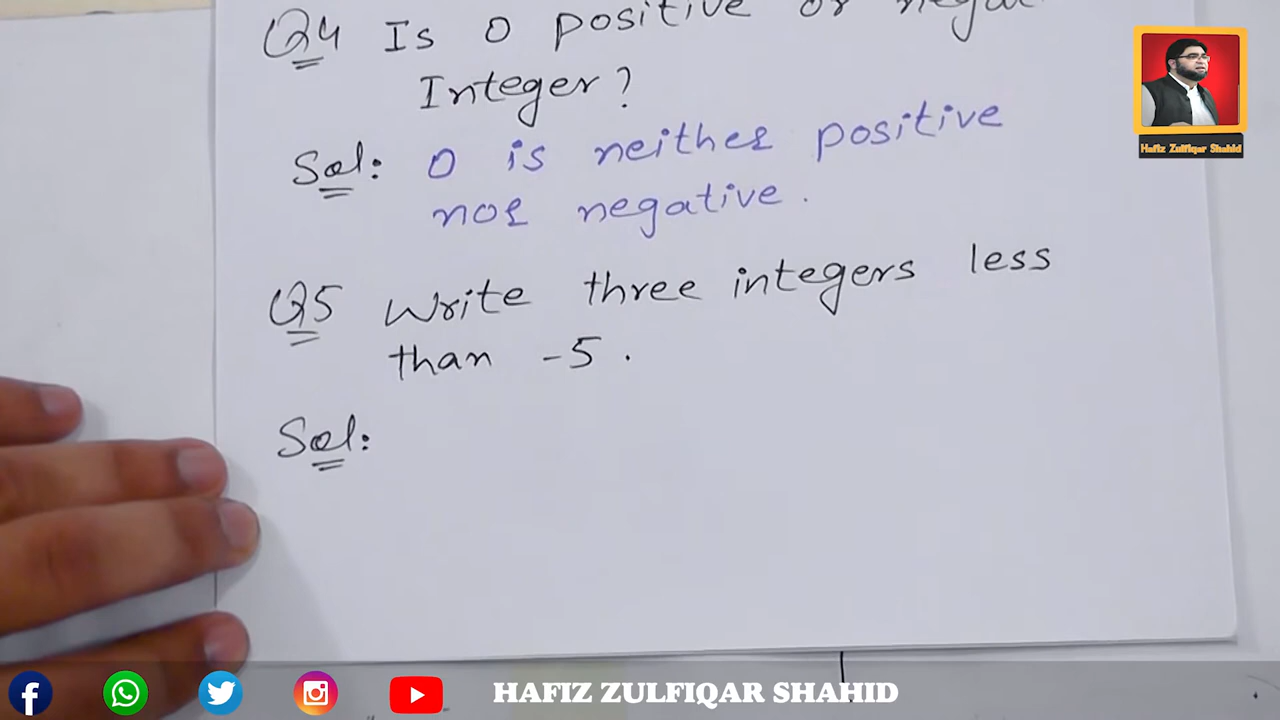 Q4 Is 0 positive or
Integer?
Sol: 0 is neither positive
nor negative.
Q5 Write three integers less
than -5.
Sol:
Hafiz Zulfiqar Shahid
HAFIZ ZULFIQAR SHAHID